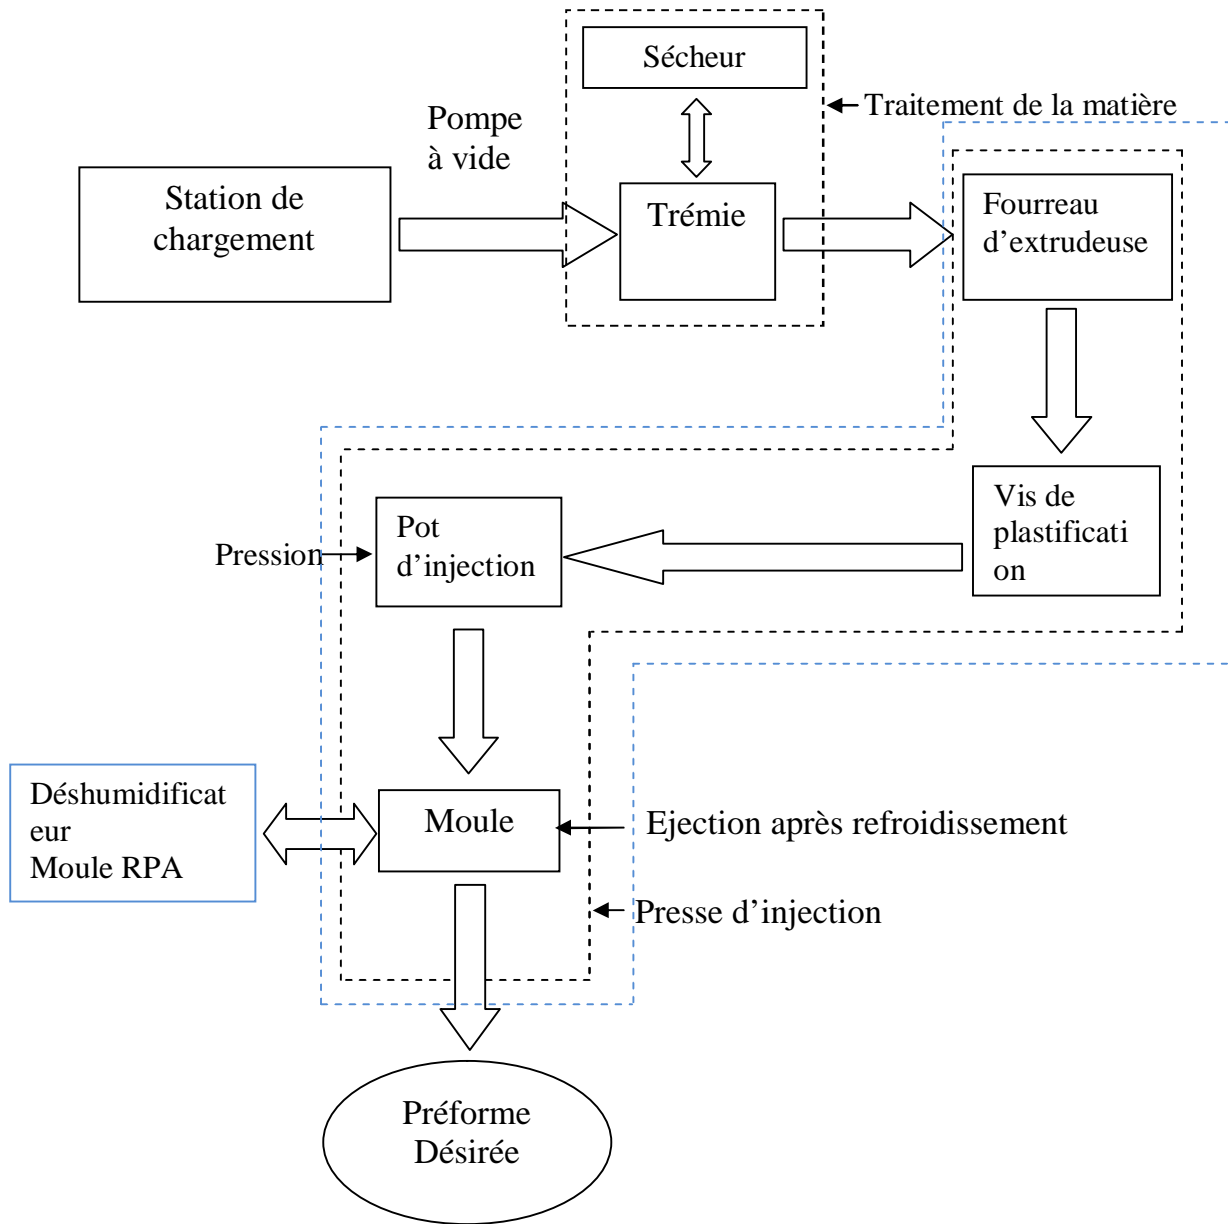 Sécheur
Traitement de la matière
Pompe
à vide
Station de
chargement
Trémie
Fourreau
d’extrudeuse
Vis de
plastificati
on
Pot
d’injection
Pression
Déshumidificat
eur
Moule RPA
Moule
Ejection après refroidissement
Presse d’injection
Préforme
Désirée